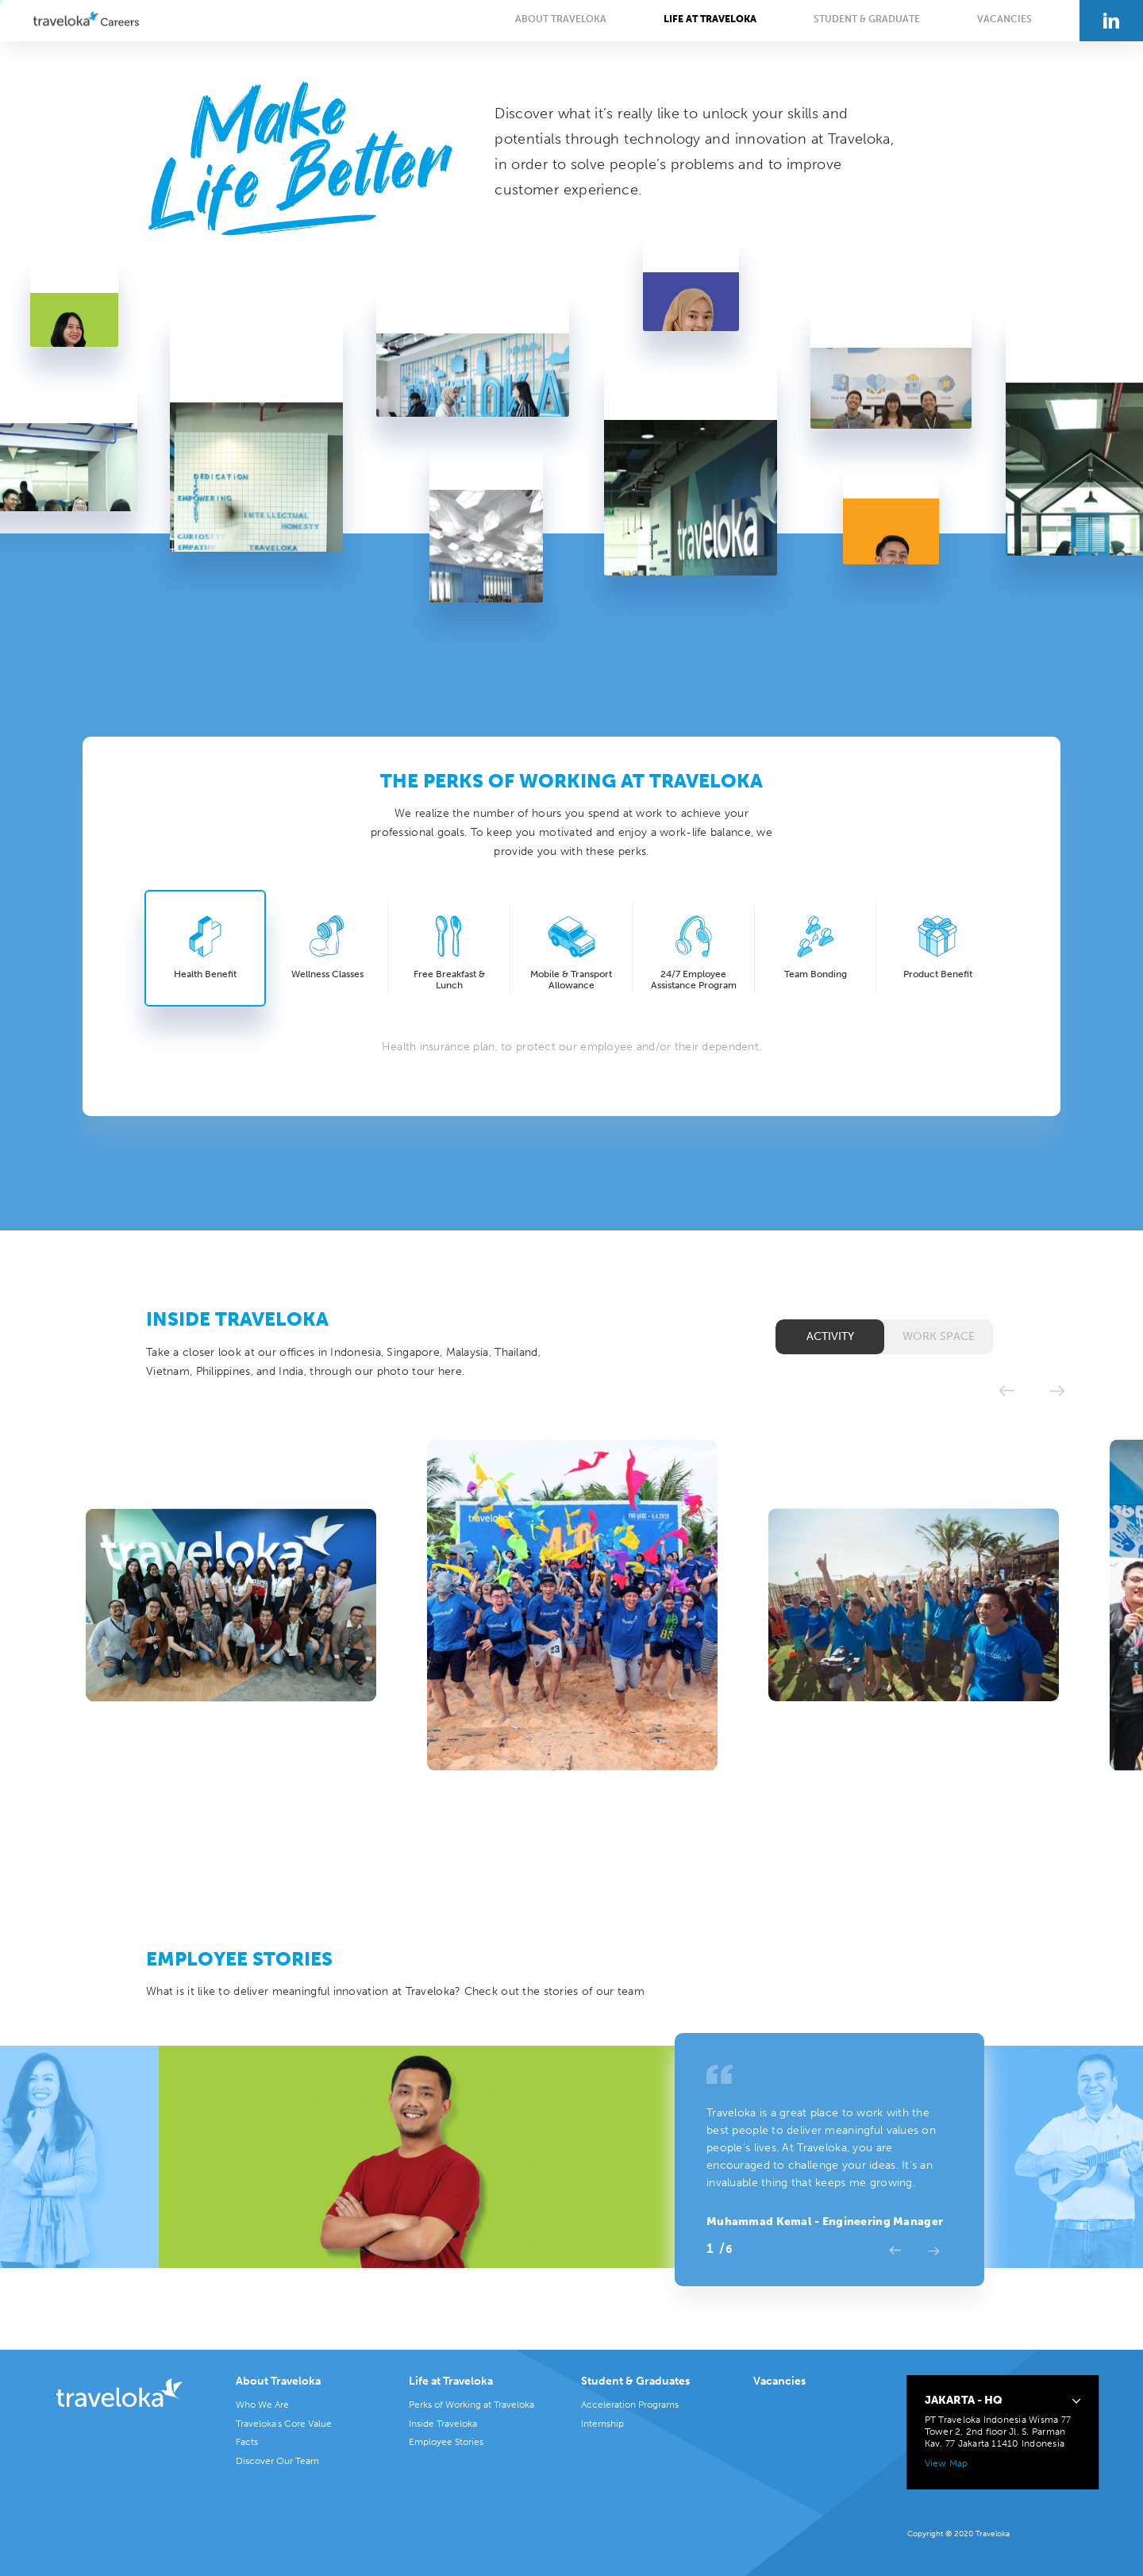 traveloka Careers
ABOUT TRAVELOKA
LIFE AT TRAVELOKA
STUDENT & GRADUATE
VACANCIES
in
Make
Life Better
Discover what it’s really like to unlock your skills and
potentials through technology and innovation at Traveloka,
in order to solve people’s problems and to improve
customer experience.
TRAVELOKA
DEDICATION
EMPOWERING
INTELLECTUAL
HONESTY
CURIOSITY
EMPATHY
TRAVELOKA
traveloka
THE PERKS OF WORKING AT TRAVELOKA
We realize the number of hours you spend at work to achieve your
professional goals. To keep you motivated and enjoy a work-life balance, we
provide you with these perks.
Health Benefit
Wellness Classes
Free Breakfast &
Lunch
Mobile & Transport
Allowance
24/7 Employee
Assistance Program
Team Bonding
Product Benefit
Health insurance plan, to protect our employee and/or their dependent.
INSIDE TRAVELOKA
Take a closer look at our offices in Indonesia, Singapore, Malaysia, Thailand,
Vietnam, Philippines, and India, through our photo tour here.
ACTIVITY
WORK SPACE
traveloka
traveloka
traveloka
EMPLOYEE STORIES
What is it like to deliver meaningful innovation at Traveloka? Check out the stories of our team
Traveloka is a great place to work with the
best people to deliver meaningful values on
people’s lives. At Traveloka, you are
encouraged to challenge your ideas. It’s an
invaluable thing that keeps me growing.
Muhammad Kemal - Engineering Manager
1 /6
traveloka
About Traveloka
Who We Are
Traveloka's Core Value
Facts
Discover Our Team
Life at Traveloka
Perks of Working at Traveloka
Inside Traveloka
Employee Stories
Student & Graduates
Acceleration Programs
Internship
Vacancies
JAKARTA - HQ
PT Traveloka Indonesia Wisma 77
Tower 2, 2nd floor Jl. S. Parman
Kav. 77 Jakarta 11410 Indonesia
View Map
Copyright © 2020 Traveloka